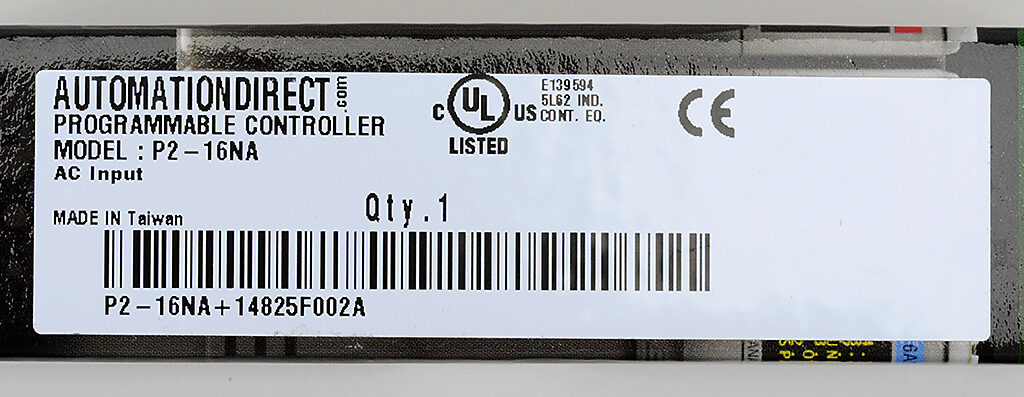 AUTOMATIONDIRECT.com
PROGRAMMABLE CONTROLLER
MODEL : P2-16NA
AC Input
MADE IN Taiwan
Qty.1
C UL US
LISTED
E139594
5L62 IND.
CONT. EQ.
CE
P2-16NA+14825F002A